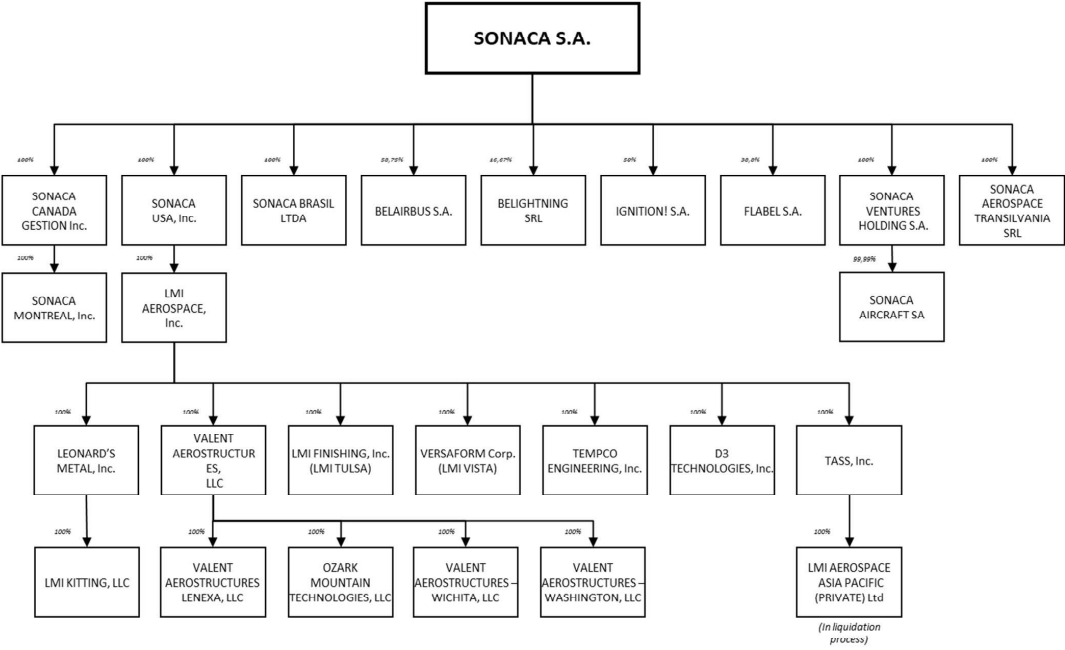 SONACA S.A.
100%
100%
100%
50,75%
16,67%
50%
100%
100%
SONACA
CANADA
GESTION Inc.
SONACA
USA, Inc.
SONACA BRASIL
LTDA
BELAIRBUS S.A.
BELIGHTNING
SRL
IGNITION! S.A.
FLABEL S.A.
SONACA
VENTURES
HOLDING S.A.
SONACA
AEROSPACE
TRANSILVANIA
SRL
100%
100%
99,99%
SONACA
MONTREAL, Inc.
LMI
AEROSPACE,
Inc.
SONACA
AIRCRAFT SA
100%
100%
100%
100%
100%
100%
100%
LEONARD'S
METAL, Inc.
VALENT
AEROSTRUCTUR
ES,
LLC
LMI FINISHING, Inc.
(LMI TULSA)
VERSAFORM Corp.
(LMI VISTA)
TEMPCO
ENGINEERING, Inc.
D3
TECHNOLOGIES, Inc.
TASS, Inc.
100%
100%
100%
100%
100%
100%
LMI KITTING, LLC
VALENT
AEROSTRUCTURES
LENEXA, LLC
OZARK
MOUNTAIN
TECHNOLOGIES, LLC
VALENT
AEROSTRUCTURES –
WICHITA, LLC
VALENT
AEROSTRUCTURES –
WASHINGTON, LLC
LMI AEROSPACE
ASIA PACIFIC
(PRIVATE) Ltd
(In liquidation
process)